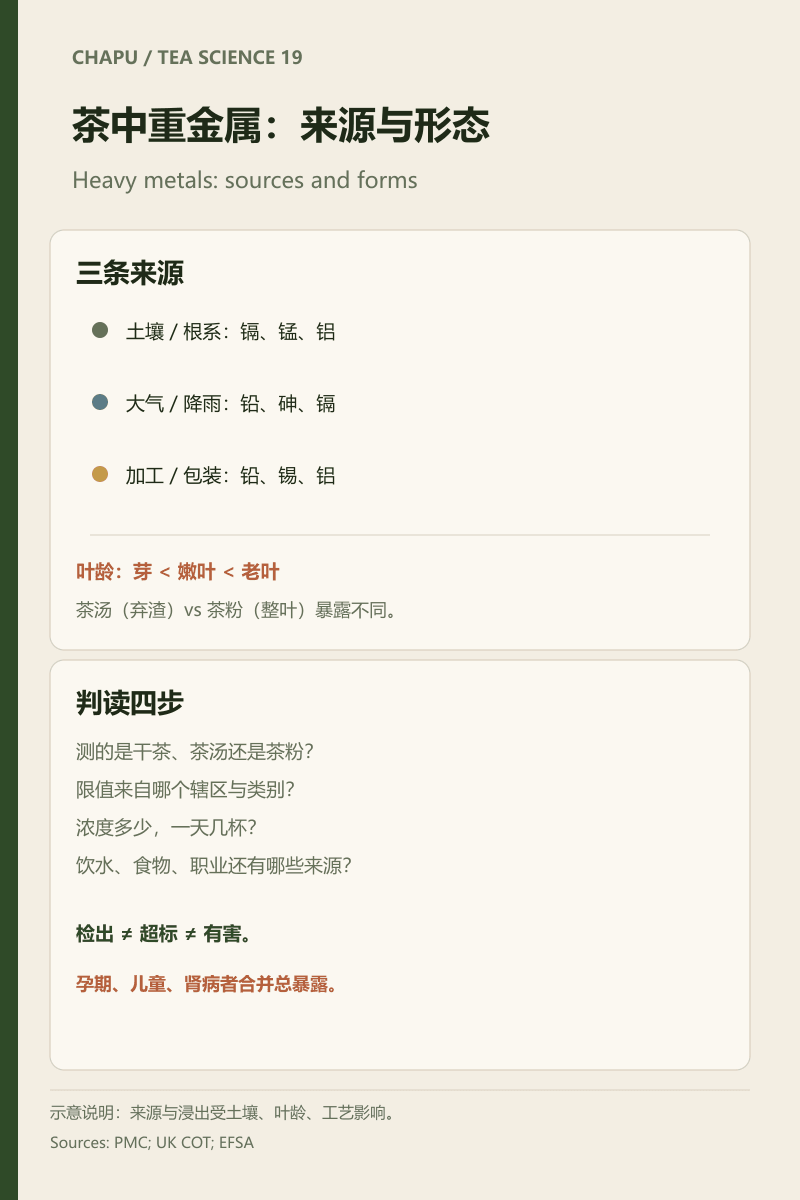 CHAPU / TEA SCIENCE 19
茶中重金属：来源与形态
Heavy metals: sources and forms
三条来源
土壤 / 根系：镉、锰、铝
大气 / 降雨：铅、砷、镉
加工 / 包装：铅、锡、铝
叶龄：芽 < 嫩叶 < 老叶
茶汤（弃渣）vs 茶粉（整叶）暴露不同。
判读四步
测的是干茶、茶汤还是茶粉？
限值来自哪个辖区与类别？
浓度多少，一天几杯？
饮水、食物、职业还有哪些来源？
检出 ≠ 超标 ≠ 有害。
孕期、儿童、肾病者合并总暴露。
示意说明：来源与浸出受土壤、叶龄、工艺影响。
Sources: PMC; UK COT; EFSA